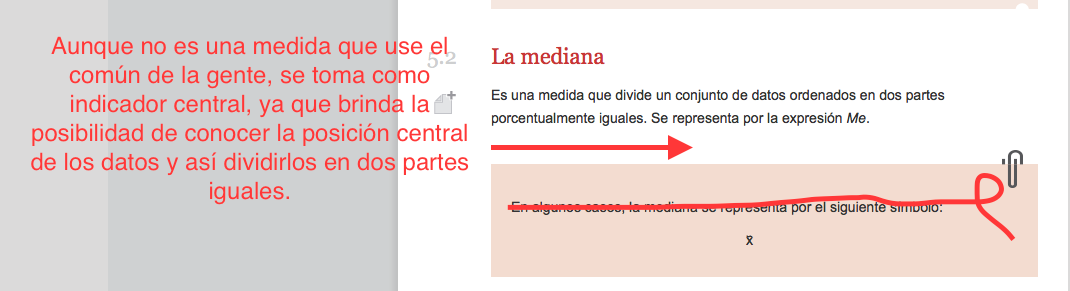 Aunque no es una medida que use el
común de la gente, se toma como
indicador central, ya que brinda la
posibilidad de conocer la posición central
de los datos y así dividirlos en dos partes
iguales.
5.2
La mediana
Es una medida que divide un conjunto de datos ordenados en dos partes
porcentualmente iguales. Se representa por la expresión Me.
En algunos casos, la mediana se representa por el siguiente símbolo:
x̃